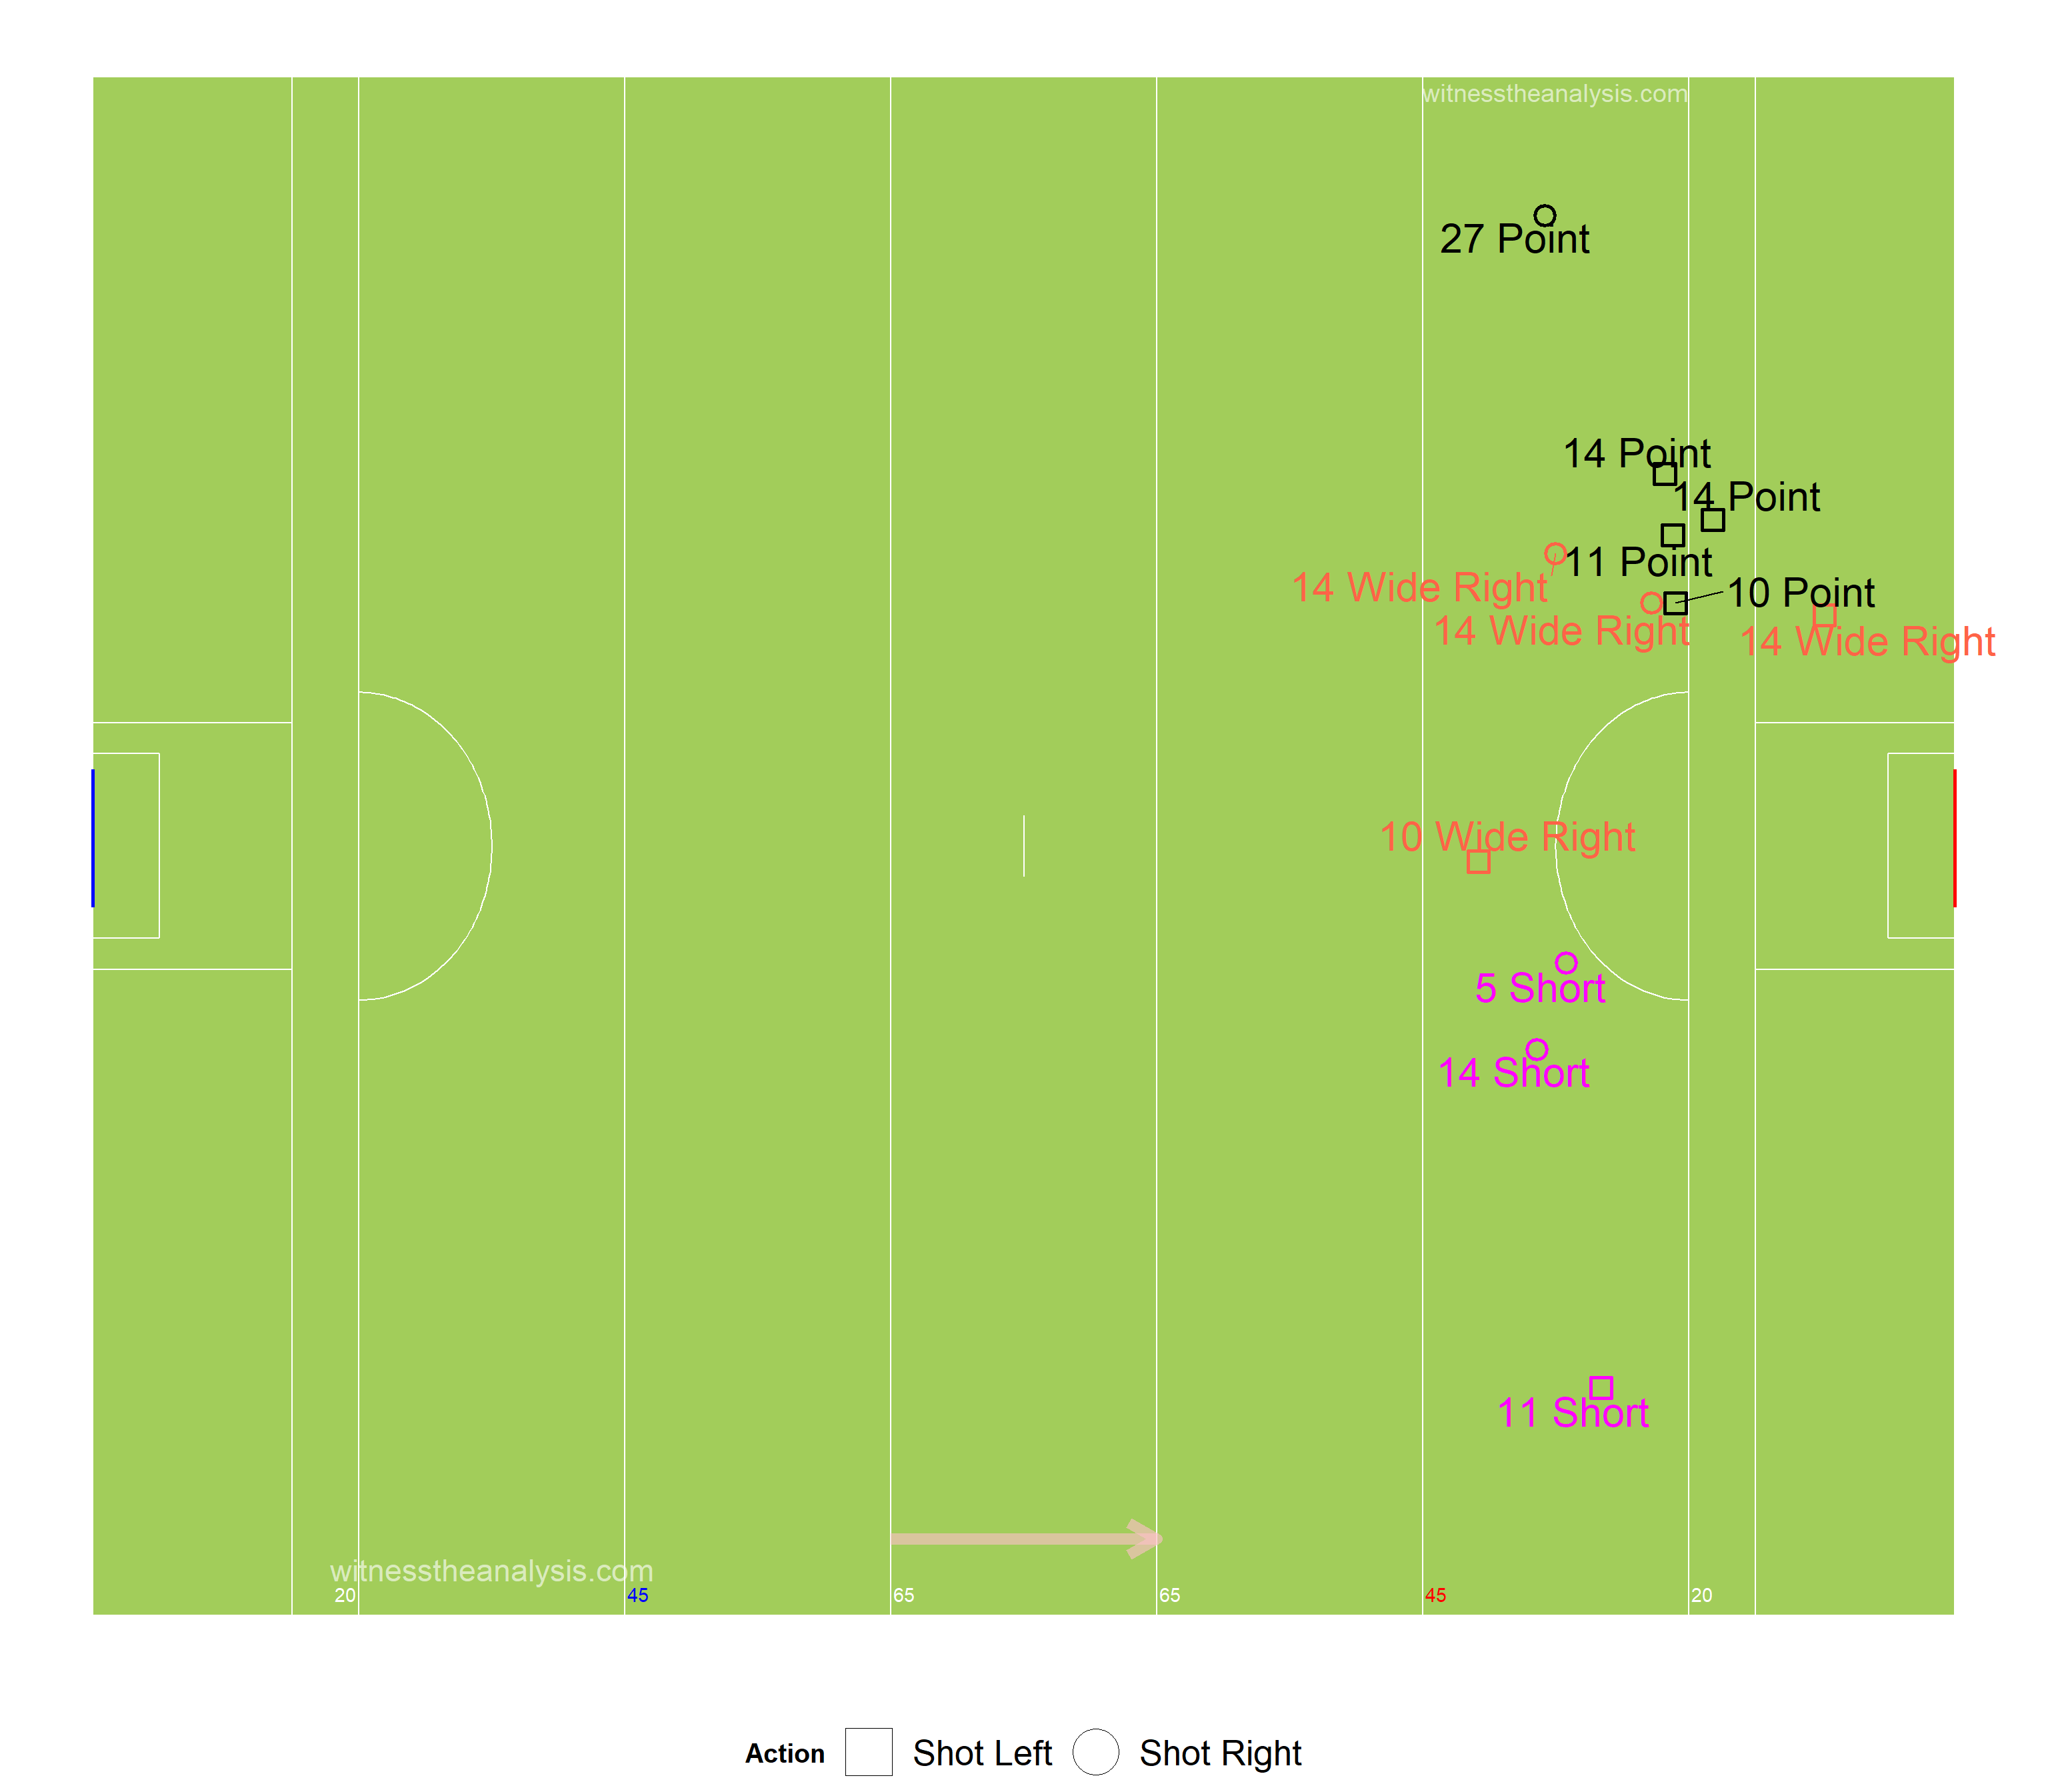 witnesstheanalysis.com
27 Point
14 Point
14 Point
11 Point
14 Wide Right
10 Point
14 Wide Right
14 Wide Right
10 Wide Right
5 Short
14 Short
11 Short
witnesstheanalysis.com
20 45 65 65 45 20
Action Shot Left Shot Right